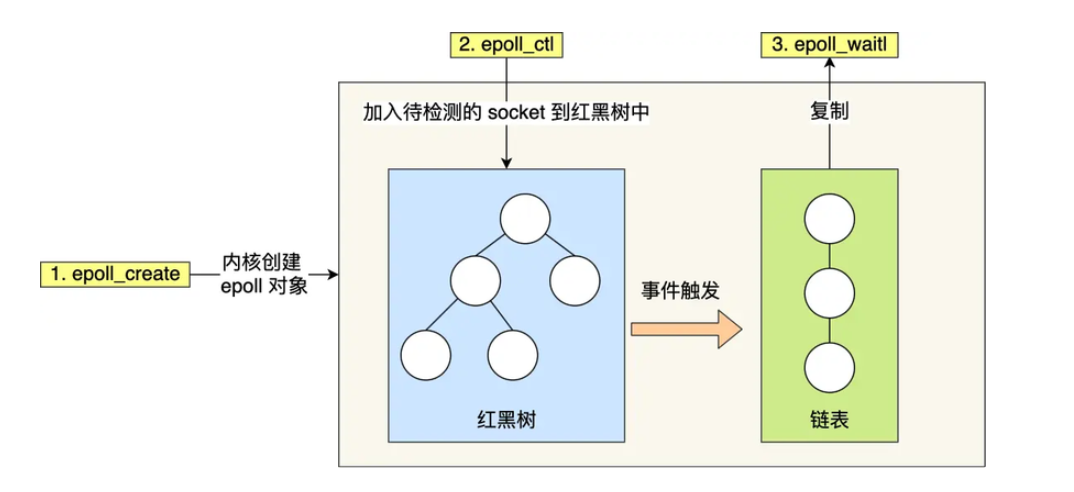 2. epoll_ctl
3. epoll_waitl
加入待检测的 socket 到红黑树中
复制
1. epoll_create
内核创建
epoll 对象
事件触发
红黑树
链表